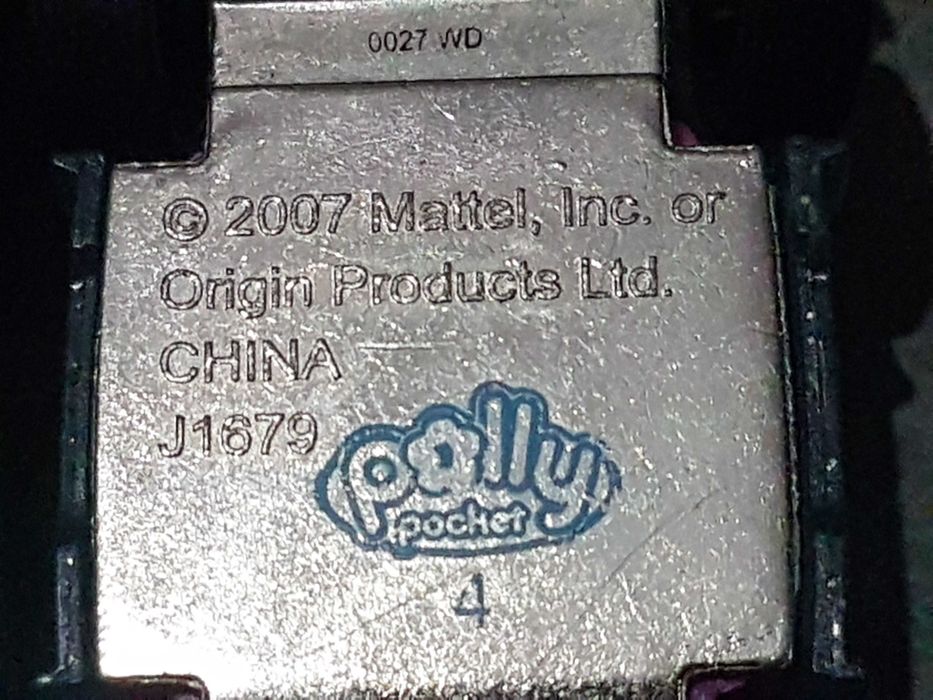 0027 WD
© 2007 Mattel, Inc. or
Origin Products Ltd.
CHINA
J1679
polly
pocket
4